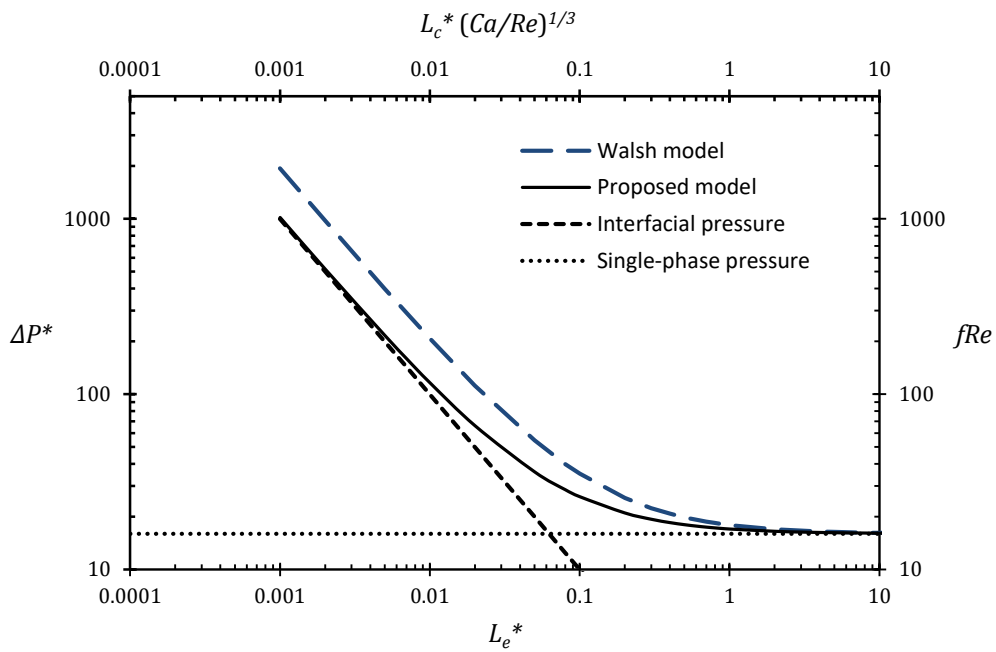 L_c* (Ca/Re)^{1/3}
0.0001 0.001 0.01 0.1 1 10
Walsh model
Proposed model
Interfacial pressure
Single-phase pressure
1000 1000
ΔP* fRe
100 100
10 10
0.0001 0.001 0.01 0.1 1 10
L_e*